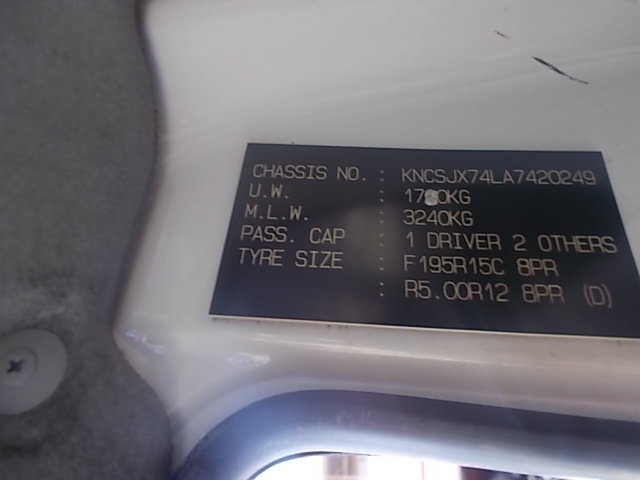 CHASSIS NO. : KNCSJX74LA7420249
U.W. :
M.L.W. : 3240KG
PASS. CAP : 1 DRIVER 2 OTHERS
TYRE SIZE : F195R15C 8PR
: R5.00R12 8PR (D)